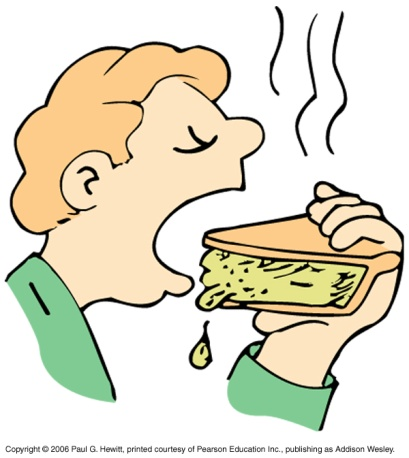 Copyright © 2006 Paul G. Hewitt, printed courtesy of Pearson Education Inc., publishing as Addison Wesley.